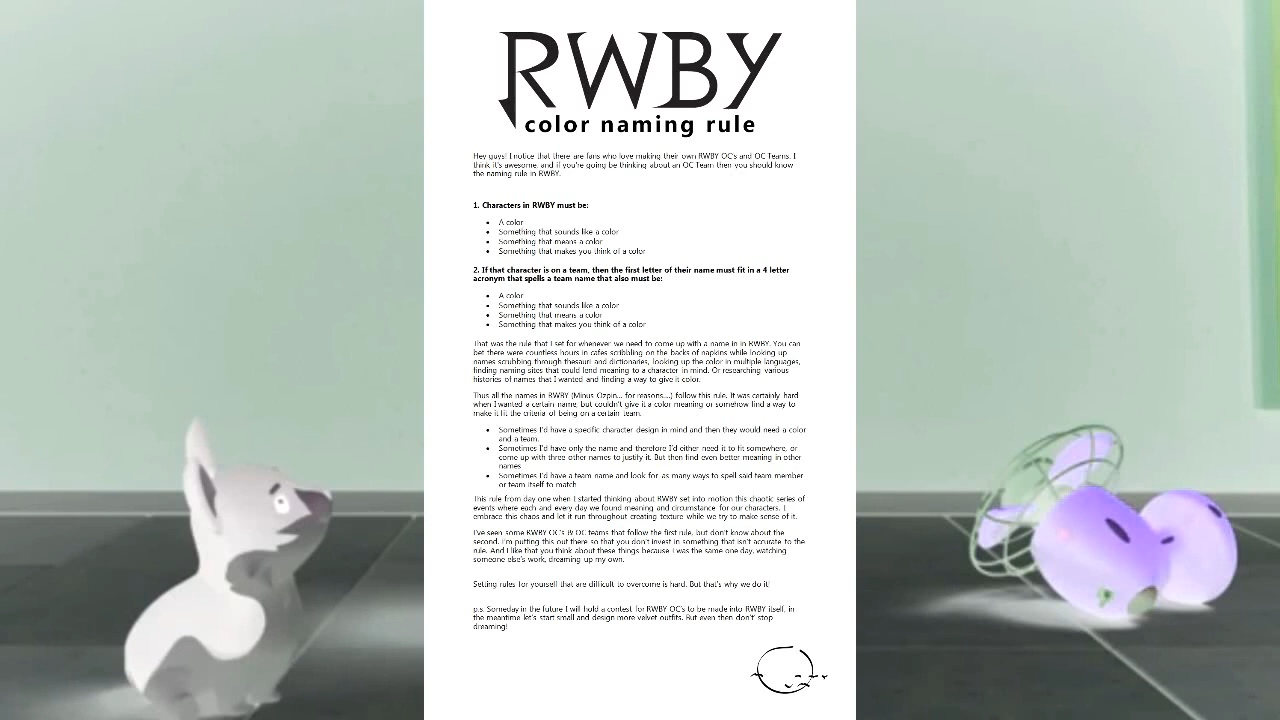 RWBY
color naming rule
Hey guys! I notice that there are fans who love making their own RWBY OC's and OC Teams. I
think it's awesome, and if you're going be thinking about an OC Team then you should know
the naming rule in RWBY.
1. Characters in RWBY must be:
• A color
• Something that sounds like a color
• Something that means a color
• Something that makes you think of a color
2. If that character is on a team, then the first letter of their name must fit in a 4 letter
acronym that spells a team name that also must be:
• A color
• Something that sounds like a color
• Something that means a color
• Something that makes you think of a color
That was the rule that I set for whenever we need to come up with a name in in RWBY. You can
bet there were countless hours in cafes scribbling on the backs of napkins while looking up
names scrubbing through thesauri and dictionaries, looking up the color in multiple languages,
finding naming sites that could lend meaning to a character in mind. Or researching various
histories of names that I wanted and finding a way to give it color.
Thus all the names in RWBY (Minus Ozpin... for reasons....) follow this rule. It was certainly hard
when I wanted a certain name, but couldn't give it a color meaning or somehow find a way to
make it fit the criteria of being on a certain team.
• Sometimes I'd have a specific character design in mind and then they would need a color
and a team.
• Sometimes I'd have only the name and therefore I'd either need it to fit somewhere, or
come up with three other names to justify it. But then find even better meaning in other
names.
• Sometimes I'd have a team name and look for as many ways to spell said team member
or team itself to match
This rule from day one when I started thinking about RWBY set into motion this chaotic series of
events where each and every day we found meaning and circumstance for our characters. I
embrace this chaos and let it run throughout creating texture while we try to make sense of it.
I've seen some RWBY OC's & OC teams that follow the first rule, but don't know about the
second. I'm putting this out there so that you don't invest in something that isn't accurate to the
rule. And I like that you think about these things because I was the same one day, watching
someone else's work, dreaming up my own.
Setting rules for yourself that are difficult to overcome is hard. But that's why we do it!
p.s. Someday in the future I will hold a contest for RWBY OC's to be made into RWBY itself, in
the meantime let's start small and design more velvet outfits. But even then don't' stop
dreaming!